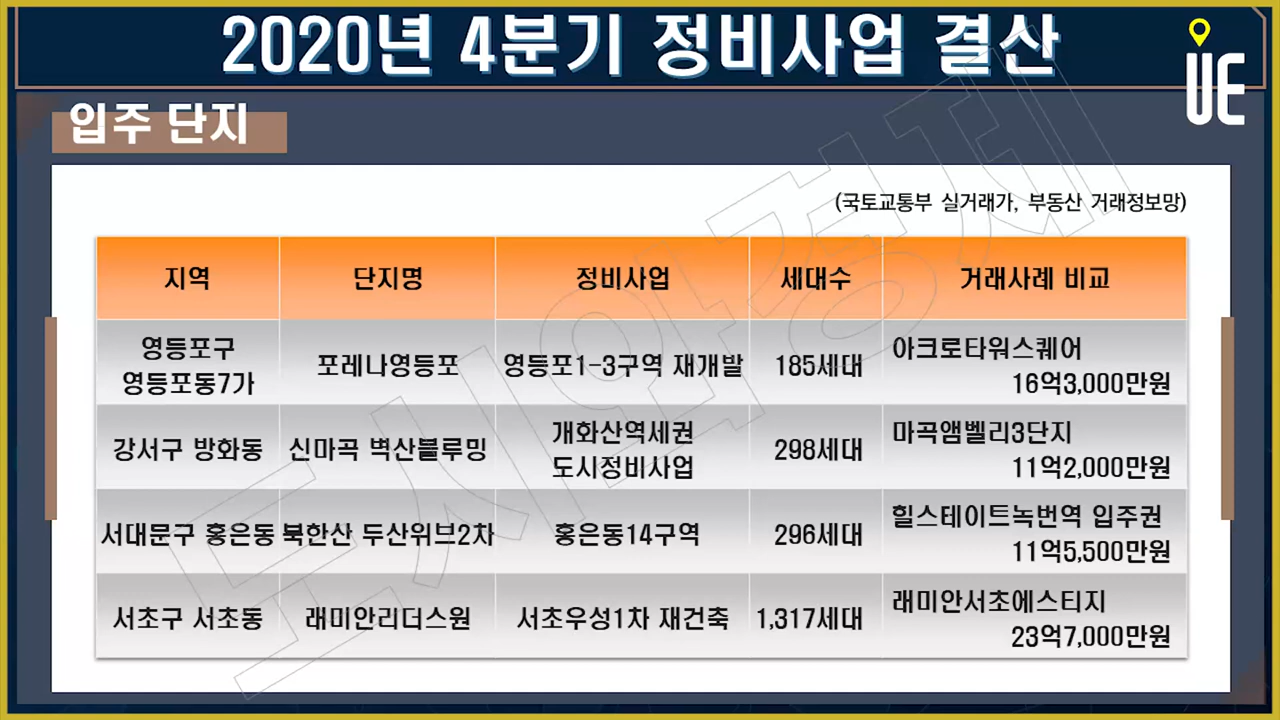 2020년 4분기 정비사업 결산
UE
입주 단지
(국토교통부 실거래가, 부동산 거래정보망)
지역 단지명 정비사업 세대수 거래사례 비교
영등포구
영등포동7가
포레나영등포
영등포1-3구역 재개발
185세대
아크로타워스퀘어
16억3,000만원
강서구 방화동
신마곡 벽산블루밍
개화산역세권
도시정비사업
298세대
마곡앰벨리3단지
11억2,000만원
서대문구 홍은동
북한산 두산위브2차
홍은동14구역
296세대
힐스테이트녹번역 입주권
11억5,500만원
서초구 서초동
래미안리더스원
서초우성1차 재건축
1,317세대
래미안서초에스티지
23억7,000만원
도시와경제